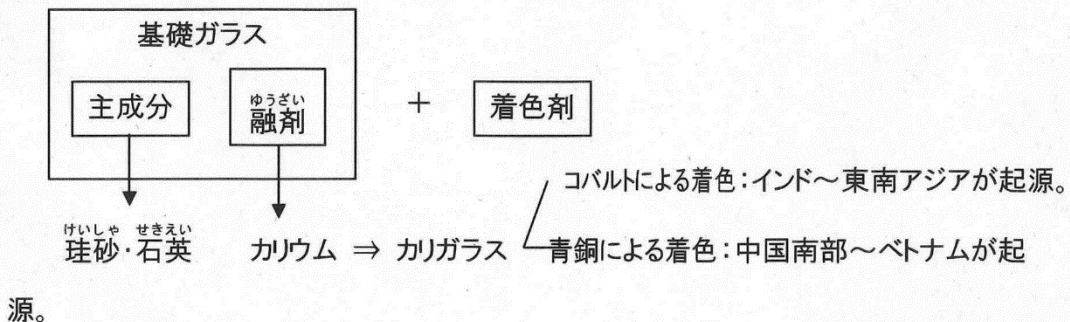 基礎ガラス
主成分 融剤 + 着色剤
ゆうざい
コバルトによる着色：インド～東南アジアが起源。
けいしゃ せきえい
珪砂・石英 カリウム ⇒ カリガラス 青銅による着色：中国南部～ベトナムが起
源。